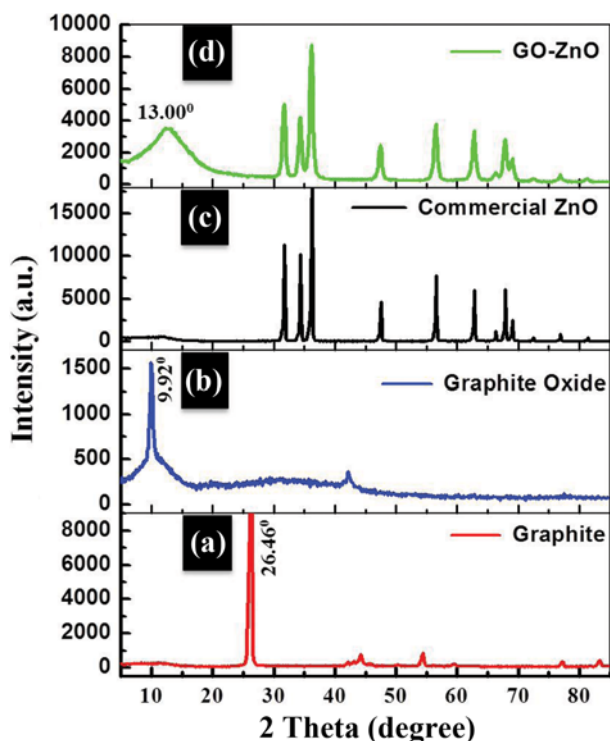 10000
8000
6000
4000
2000
0
(d)
GO-ZnO
13.00⁰
15000
10000
5000
0
(c)
Commercial ZnO
1500
1000
500
0
9.92⁰
(b)
Graphite Oxide
8000
6000
4000
2000
0
(a)
26.46⁰
Graphite
Intensity (a.u.)
10 20 30 40 50 60 70 80
2 Theta (degree)